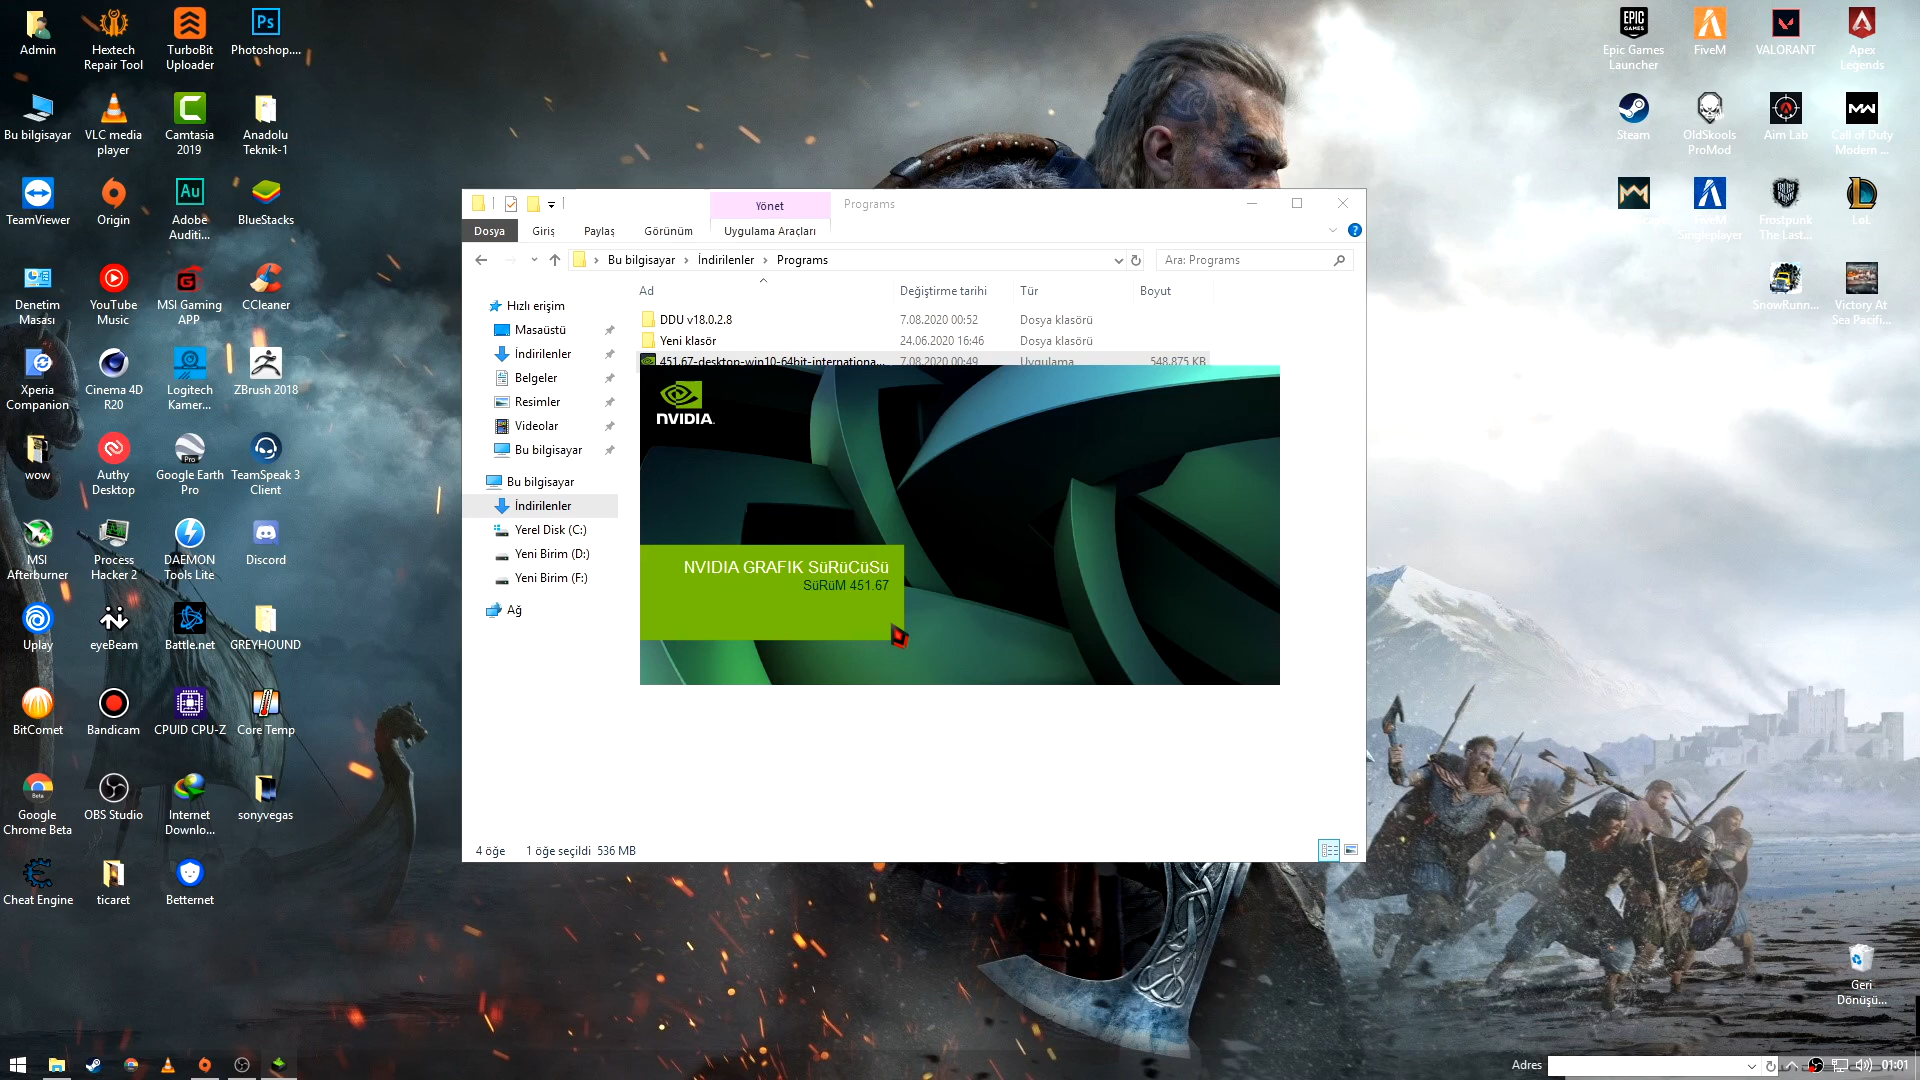 Admin
Hextech Repair Tool
TurboBit Uploader
Photoshop....
Bu bilgisayar
VLC media player
Camtasia 2019
Anadolu Teknik-1
TeamViewer
Origin
Adobe Auditi...
BlueStacks
Denetim Masası
YouTube Music
MSI Gaming APP
CCleaner
Xperia Companion
Cinema 4D R20
Logitech Kamer...
ZBrush 2018
wow
Authy Desktop
Google Earth Pro
TeamSpeak 3 Client
MSI Afterburner
Process Hacker 2
DAEMON Tools Lite
Discord
Uplay
eyeBeam
Battle.net
GREYHOUND
BitComet
Bandicam
CPUID CPU-Z
Core Temp
Google Chrome Beta
OBS Studio
Internet Downlo...
sonyvegas
Cheat Engine
ticaret
Betternet
Yönet
Programs
Dosya
Giriş
Paylaş
Görünüm
Uygulama Araçları
Bu bilgisayar > İndirilenler > Programs
Ara: Programs
Ad
Değiştirme tarihi
Tür
Boyut
Hızlı erişim
Masaüstü
İndirilenler
Belgeler
Resimler
Videolar
Bu bilgisayar
Bu bilgisayar
İndirilenler
Yerel Disk (C:)
Yeni Birim (D:)
Yeni Birim (F:)
Ağ
DDU v18.0.2.8 7.08.2020 00:52 Dosya klasörü
Yeni klasör 24.06.2020 16:46 Dosya klasörü
451.67-desktop-win10-64bit-internationa... 7.08.2020 00:49 Uygulama 548.875 KB
NVIDIA.
NVIDIA GRAFIK SüRüCüSü
SüRüM 451.67
4 öğe 1 öğe seçildi 536 MB
Epic Games Launcher
FiveM
VALORANT
Apex Legends
Steam
OldSkools ProMod
Aim Lab
Call of Duty Modern ...
FiveM Singleplayer
Frostpunk The Last...
LoL
SnowRunn...
Victory At Sea Pacifi...
Geri Dönüşü...
Adres
01:01